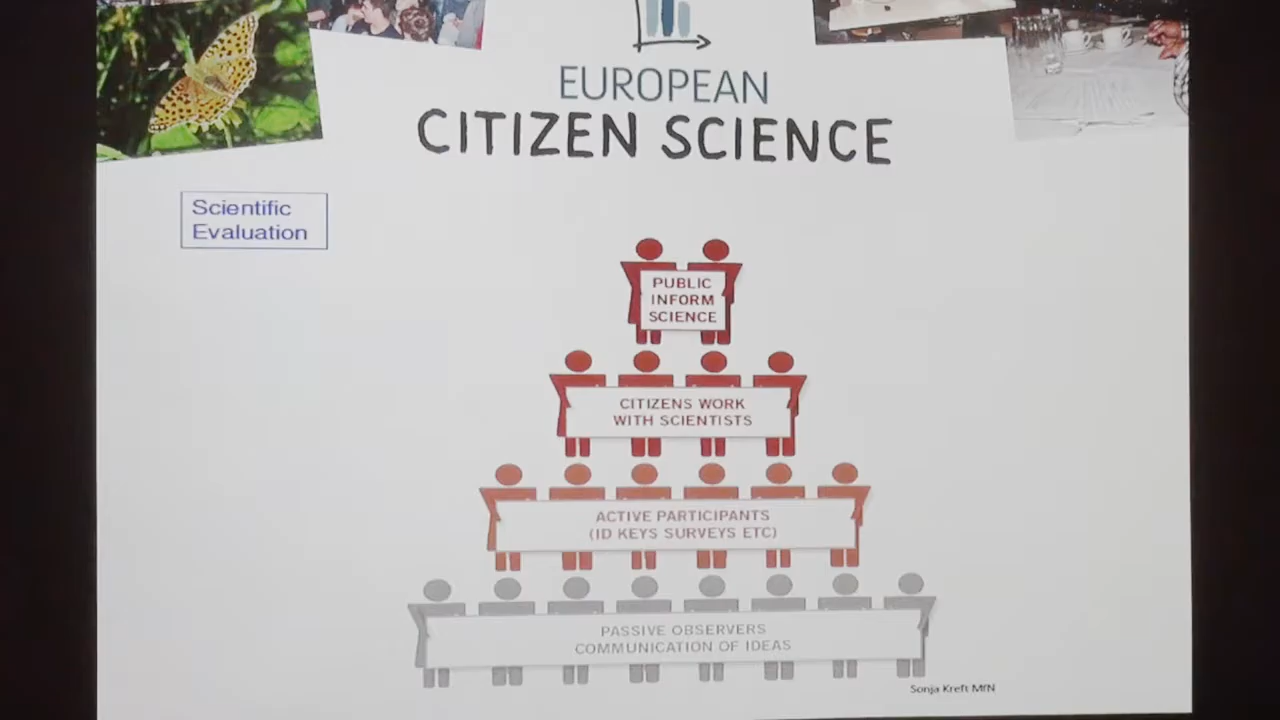 EUROPEAN
CITIZEN SCIENCE
Scientific
Evaluation
PUBLIC
INFORM
SCIENCE
CITIZENS WORK
WITH SCIENTISTS
ACTIVE PARTICIPANTS
(ID KEYS SURVEYS ETC)
PASSIVE OBSERVERS
COMMUNICATION OF IDEAS
Sonja Kreft MfN